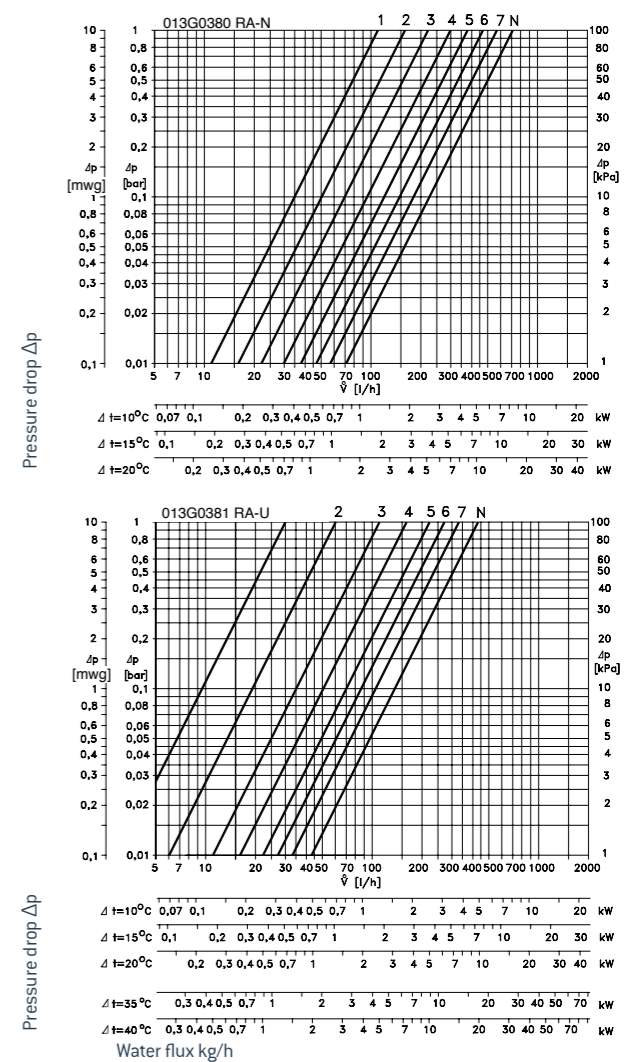 013G0380 RA-N 1 2 3 4 5 6 7 N
10 1 100
8 0,8 80
6 0,6 60
5 0,5 50
4 0,4 40
3 0,3 30
2 0,2 20
Δp Δp Δp
[mwg] [bar] [kPa]
1 0,1 10
0,8 0,08 8
0,6 0,06 6
0,5 0,05 5
0,4 0,04 4
0,3 0,03 3
0,2 0,02 2
0,1 0,01 1
5 7 10 20 30 40 50 70 100 200 300 400 500 700 1000 2000
V̊ [l/h]
Pressure drop Δp
Δ t=10°C 0,07 0,1 0,2 0,3 0,4 0,5 0,7 1 2 3 4 5 7 10 20 kW
Δ t=15°C 0,1 0,2 0,3 0,4 0,5 0,7 1 2 3 4 5 7 10 20 30 kW
Δ t=20°C 0,2 0,3 0,4 0,5 0,7 1 2 3 4 5 7 10 20 30 40 kW
013G0381 RA-U 2 3 4 5 6 7 N
10 1 100
8 0,8 80
6 0,6 60
5 0,5 50
4 0,4 40
3 0,3 30
2 0,2 20
Δp Δp Δp
[mwg] [bar] [kPa]
1 0,1 10
0,8 0,08 8
0,6 0,06 6
0,5 0,05 5
0,4 0,04 4
0,3 0,03 3
0,2 0,02 2
0,1 0,01 1
5 7 10 20 30 40 50 70 100 200 300 400 500 700 1000 2000
V̊ [l/h]
Pressure drop Δp
Δ t=10°C 0,07 0,1 0,2 0,3 0,4 0,5 0,7 1 2 3 4 5 7 10 20 kW
Δ t=15°C 0,1 0,2 0,3 0,4 0,5 0,7 1 2 3 4 5 7 10 20 30 kW
Δ t=20°C 0,2 0,3 0,4 0,5 0,7 1 2 3 4 5 7 10 20 30 40 kW
Δ t=35°C 0,3 0,4 0,5 0,7 1 2 3 4 5 7 10 20 30 40 50 70 kW
Δ t=40°C 0,3 0,4 0,5 0,7 1 2 3 4 5 7 10 20 30 40 50 70 kW
Water flux kg/h